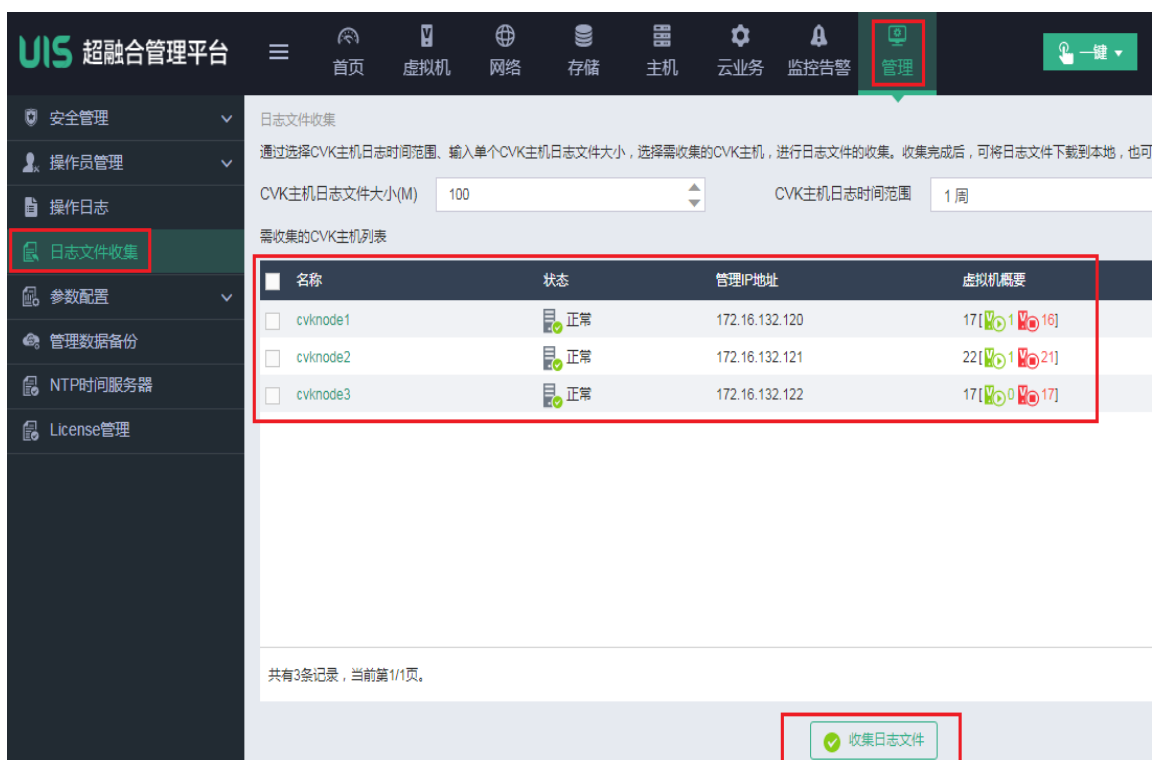 UIS 超融合管理平台
首页 虚拟机 网络 存储 主机 云业务 监控告警 管理 一键
安全管理
操作员管理
操作日志
日志文件收集
参数配置
管理数据备份
NTP时间服务器
License管理
日志文件收集
通过选择CVK主机日志时间范围、输入单个CVK主机日志文件大小，选择需收集的CVK主机，进行日志文件的收集。收集完成后，可将日志文件下载到本地，也可
CVK主机日志文件大小(M) 100 CVK主机日志时间范围 1 周
需收集的CVK主机列表
名称 状态 管理IP地址 虚拟机概要
cvknode1 正常 172.16.132.120 17[1 16]
cvknode2 正常 172.16.132.121 22[1 21]
cvknode3 正常 172.16.132.122 17[0 17]
共有3条记录，当前第1/1页。
收集日志文件